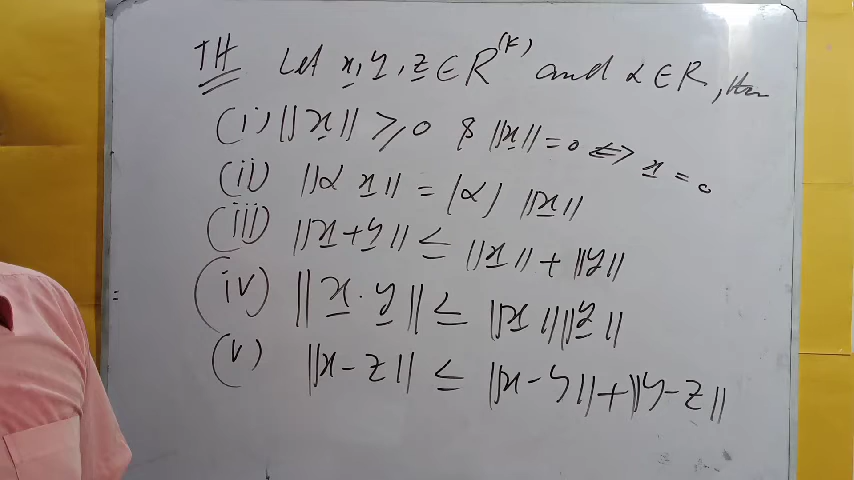 TH Let x, y, z ∈ R^(k) and α ∈ R, then
(i) ||x|| ≥ 0 & ||x|| = 0 ⇔ x = 0
(ii) ||α x|| = |α| ||x||
(iii) ||x + y|| ≤ ||x|| + ||y||
(iv) ||x · y|| ≤ ||x|| ||y||
(v) ||x - z|| ≤ ||x - y|| + ||y - z||